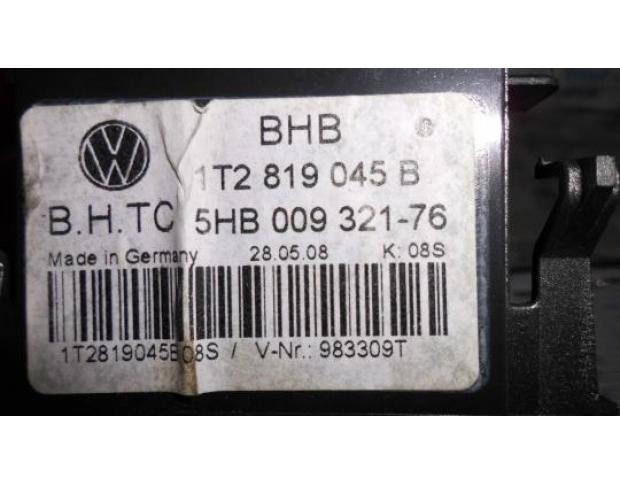 BHB
1T2 819 045 B
B.H.TC 5HB 009 321-76
Made in Germany 28.05.08 K: 08S
1T2819045B08S / V-Nr.: 983309T